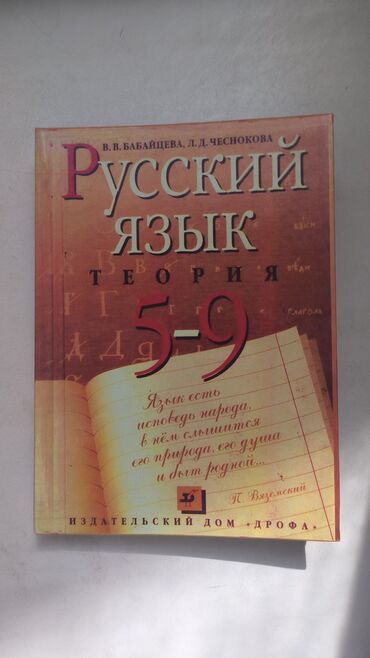 В. В. БАБАЙЦЕВА, Л. Д. ЧЕСНОКОВА
РУССКИЙ
ЯЗЫК
ТЕОРИЯ
5-9
ГЛАГОЛЬ
Язык есть
исповедь народа,
в нём слышится
его природа, его душа
и быт родной...
П. Вяземский
ИЗДАТЕЛЬСКИЙ ДОМ «ДРОФА»